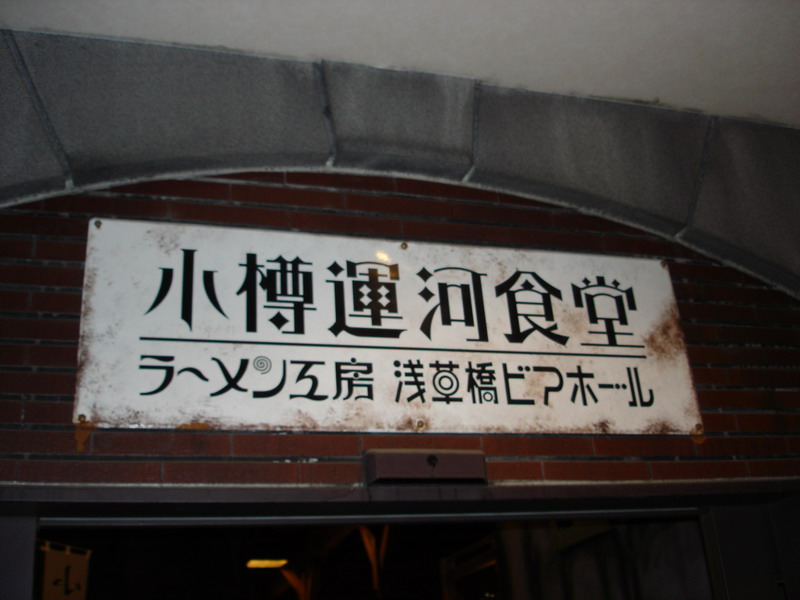 小樽運河食堂
ラーメン工房 浅草橋ビアホール
小